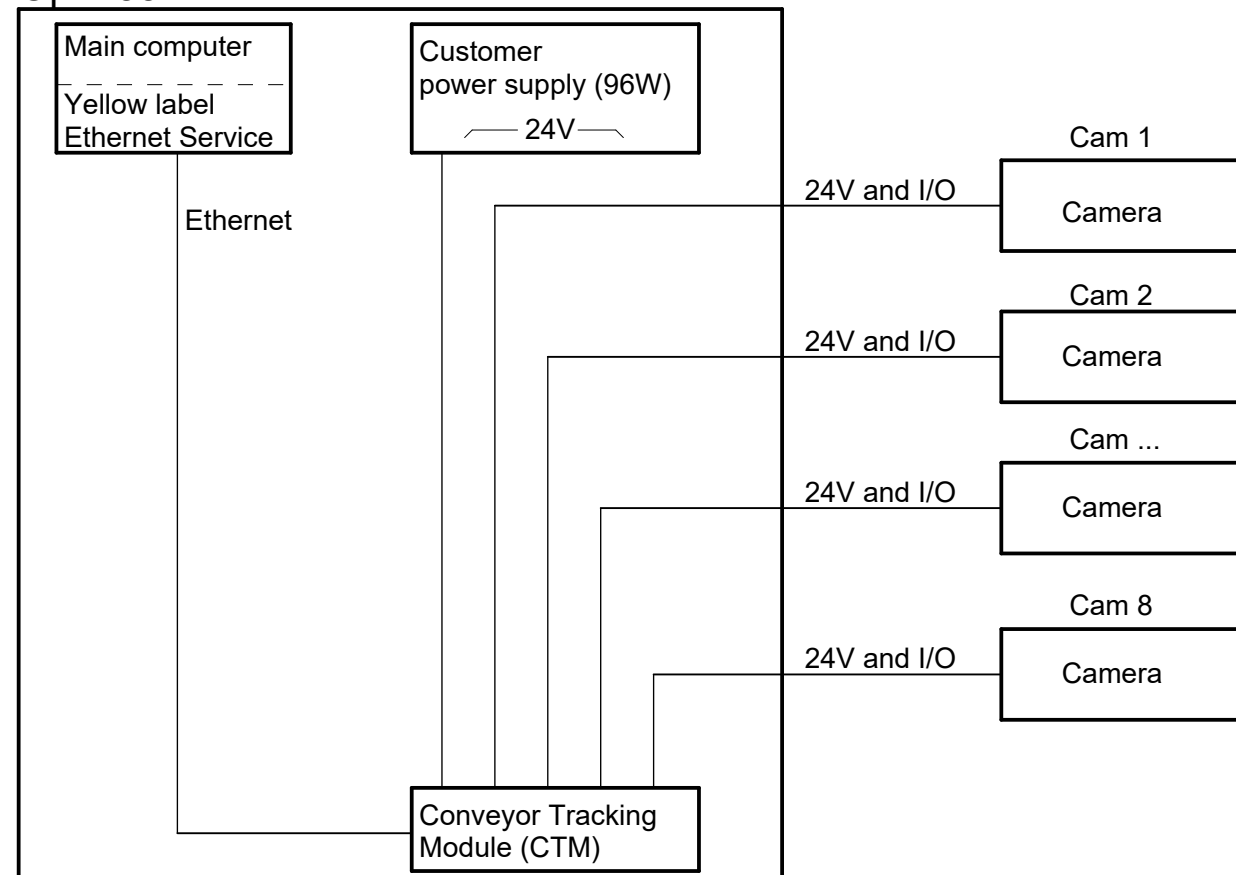 Main computer
Yellow label
Ethernet Service
Customer
power supply (96W)
24V
Ethernet
Cam 1
24V and I/O
Camera
Cam 2
24V and I/O
Camera
Cam ...
24V and I/O
Camera
Cam 8
24V and I/O
Camera
Conveyor Tracking
Module (CTM)